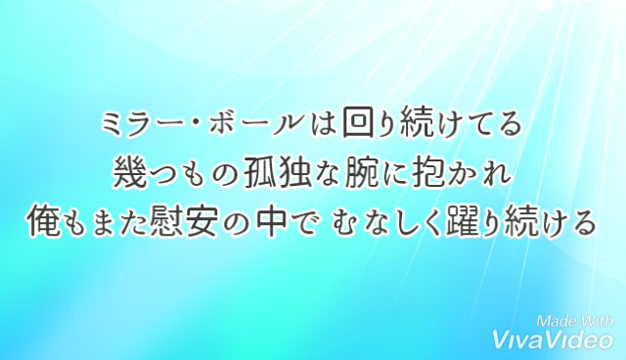 ミラー・ボールは回り続けてる
幾つもの孤独な腕に抱かれ
俺もまた慰安の中で むなしく躍り続ける
Made With
VivaVideo